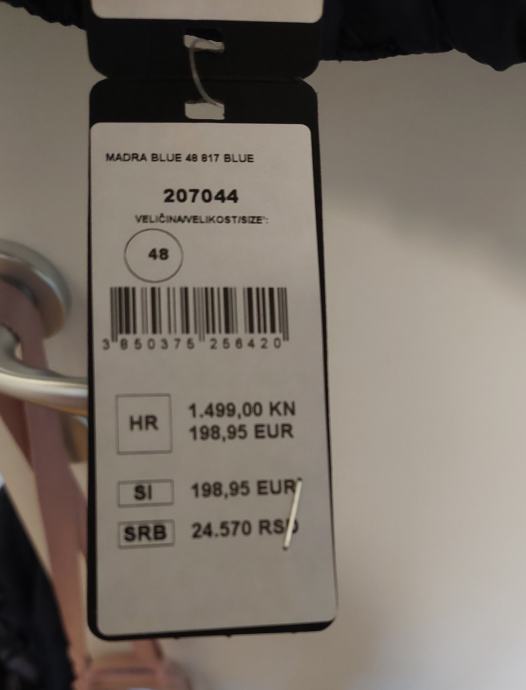 MADRA BLUE 48 817 BLUE
207044
VELIČINA/VELIKOST/SIZE*:
48
3 850375 256420
HR
1.499,00 KN
198,95 EUR
SI 198,95 EUR
SRB 24.570 RSD